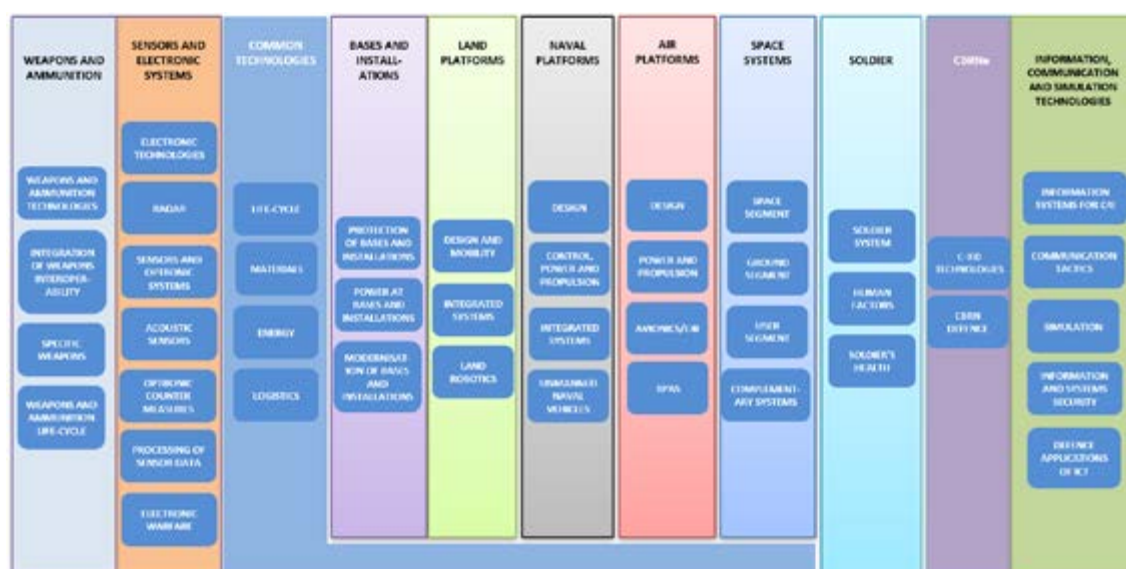 WEAPONS AND
AMMUNITION
WEAPONS AND
AMMUNITION
TECHNOLOGIES
INTEGRATION
OF WEAPONS
INTEROPER-
ABILITY
SPECIFIC
WEAPONS
WEAPONS AND
AMMUNITION
LIFE-CYCLE
SENSORS AND
ELECTRONIC
SYSTEMS
ELECTRONIC
TECHNOLOGIES
RADAR
SENSORS AND
OPTRONIC
SYSTEMS
ACOUSTIC
SENSORS
OPTRONIC
COUNTER
MEASURES
PROCESSING OF
SENSOR DATA
ELECTRONIC
WARFARE
COMMON
TECHNOLOGIES
LIFE-CYCLE
MATERIALS
ENERGY
LOGISTICS
BASES AND
INSTALL-
ATIONS
PROTECTION
OF BASES AND
INSTALLATIONS
POWER AT
BASES AND
INSTALLATIONS
MODERNISAT-
ION OF BASES
AND
INSTALLATIONS
LAND
PLATFORMS
DESIGN AND
MOBILITY
INTEGRATED
SYSTEMS
LAND
ROBOTICS
NAVAL
PLATFORMS
DESIGN
CONTROL,
POWER AND
PROPULSION
INTEGRATED
SYSTEMS
UNMANNED
NAVAL
VEHICLES
AIR
PLATFORMS
DESIGN
POWER AND
PROPULSION
RPAS
SPACE
SYSTEMS
SPACE
SEGMENT
GROUND
SEGMENT
USER
SEGMENT
COMPLEMENT-
ARY SYSTEMS
SOLDIER
SOLDIER
SYSTEM
HUMAN
FACTORS
SOLDIER'S
HEALTH
CBRNe
C-IED
TECHNOLOGIES
CBRN
DEFENCE
INFORMATION,
COMMUNICATION
AND SIMULATION
TECHNOLOGIES
INFORMATION
SYSTEMS FOR
COMMUNICATION
TACTICS
SIMULATION
INFORMATION
AND SYSTEMS
SECURITY
DEFENCE
APPLICATIONS
OF ICT